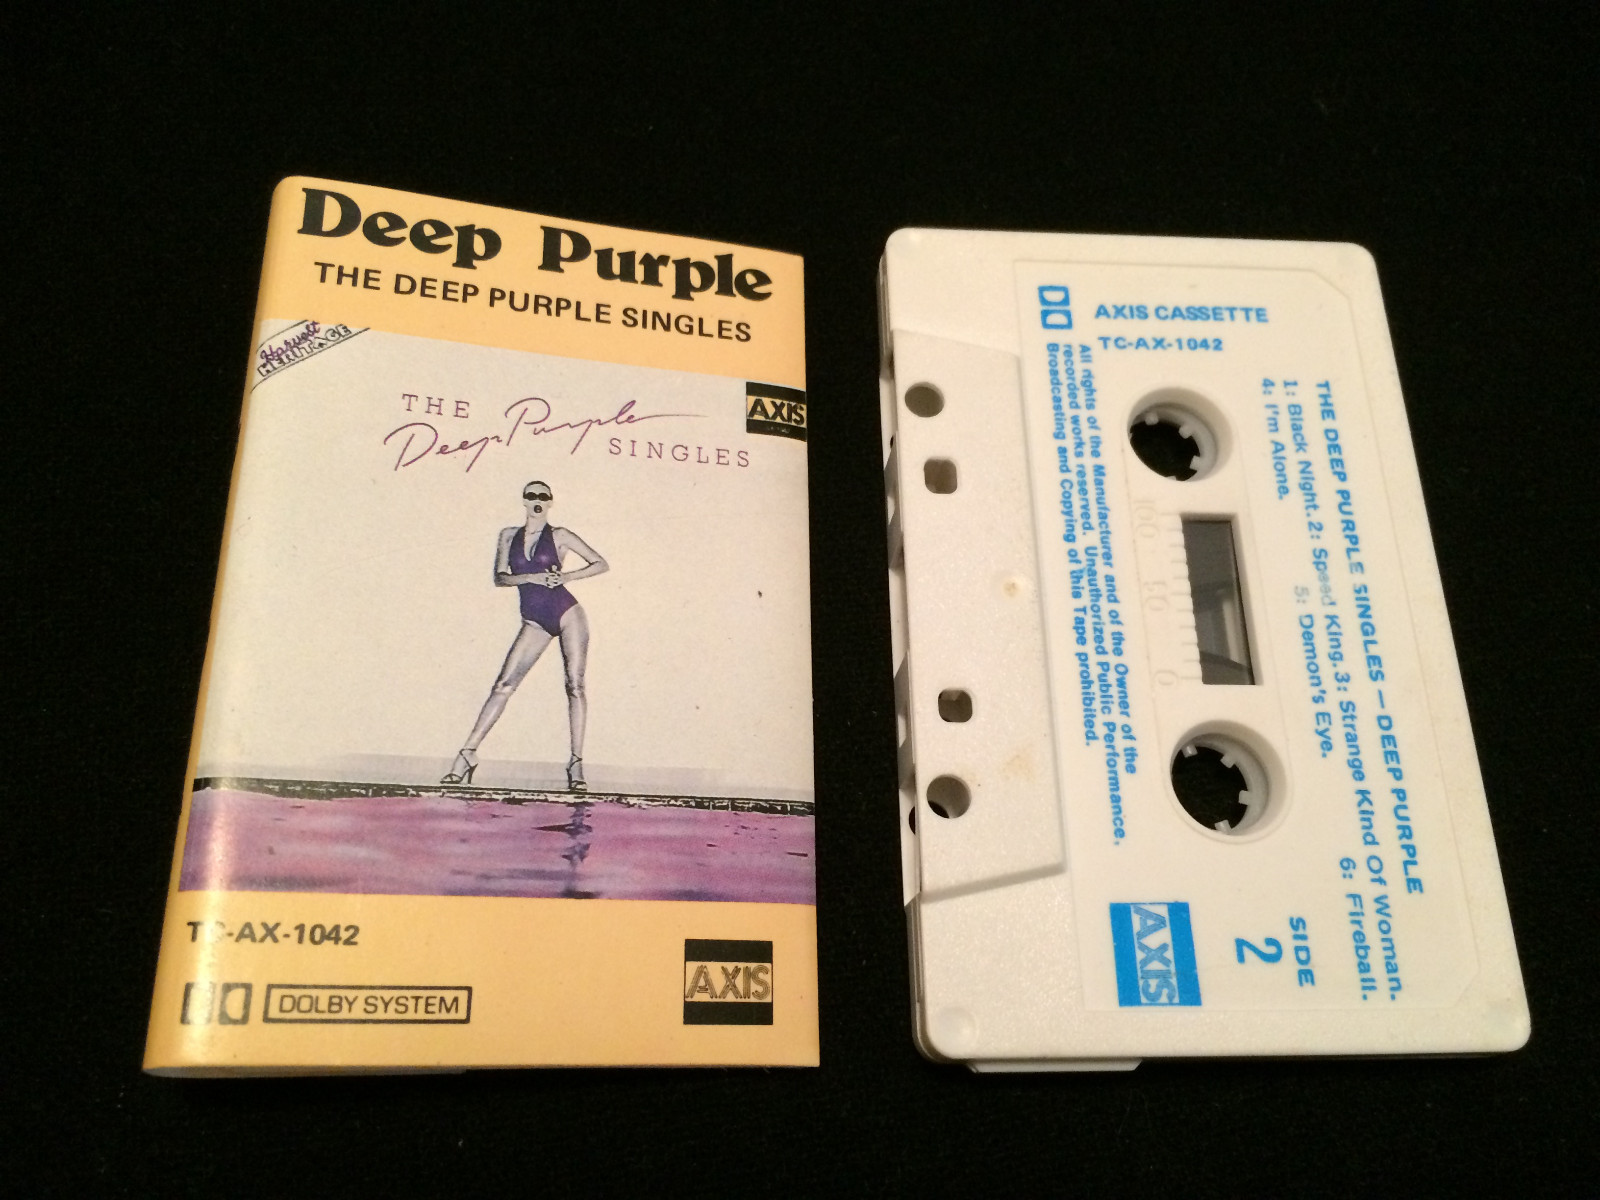 Deep Purple
THE DEEP PURPLE SINGLES
Harvest
HERITAGE
AXIS
THE Deep Purple SINGLES
TC-AX-1042
DOLBY SYSTEM
AXIS
AXIS CASSETTE
TC-AX-1042
THE DEEP PURPLE SINGLES — DEEP PURPLE
1: Black Night. 2: Speed King. 3: Strange Kind Of Woman.
4: I'm Alone. 5: Demon's Eye. 6: Fireball.
SIDE
2
100 50 0
AXIS
All rights of the Manufacturer and of the Owner of the
recorded works reserved. Unauthorized Public Performance.
Broadcasting and Copying of this Tape prohibited.